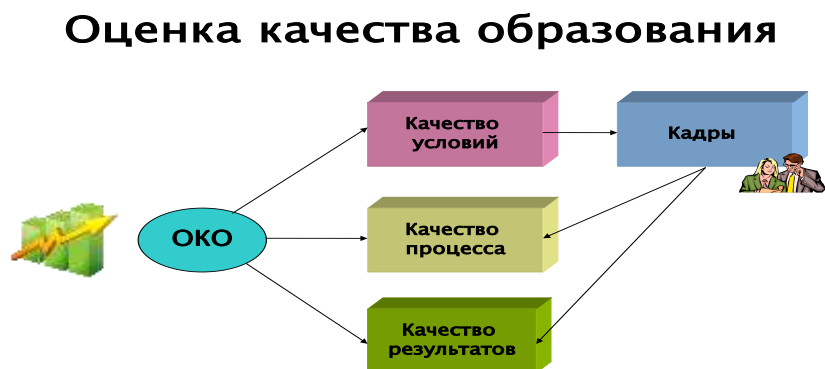 Оценка качества образования
Качество
условий
Кадры
ОКО
Качество
процесса
Качество
результатов